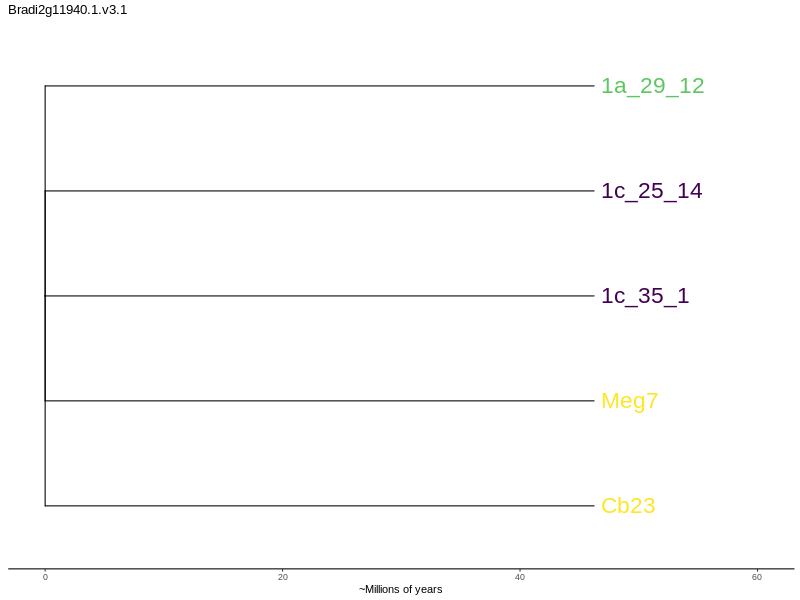 Bradi2g11940.1.v3.1
1a_29_12
1c_25_14
1c_35_1
Meg7
Cb23
0 20 40 60
~Millions of years